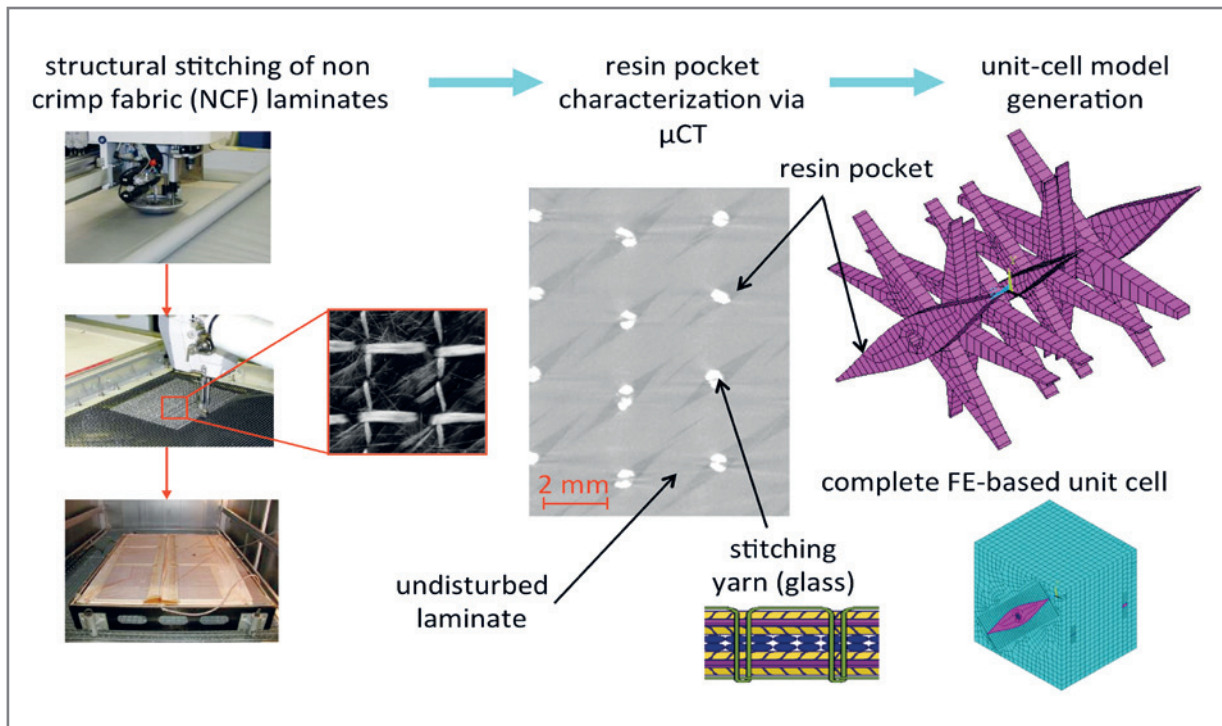 structural stitching of non
crimp fabric (NCF) laminates
resin pocket
characterization via
µCT
unit-cell model
generation
resin pocket
2 mm
complete FE-based unit cell
undisturbed
laminate
stitching
yarn (glass)